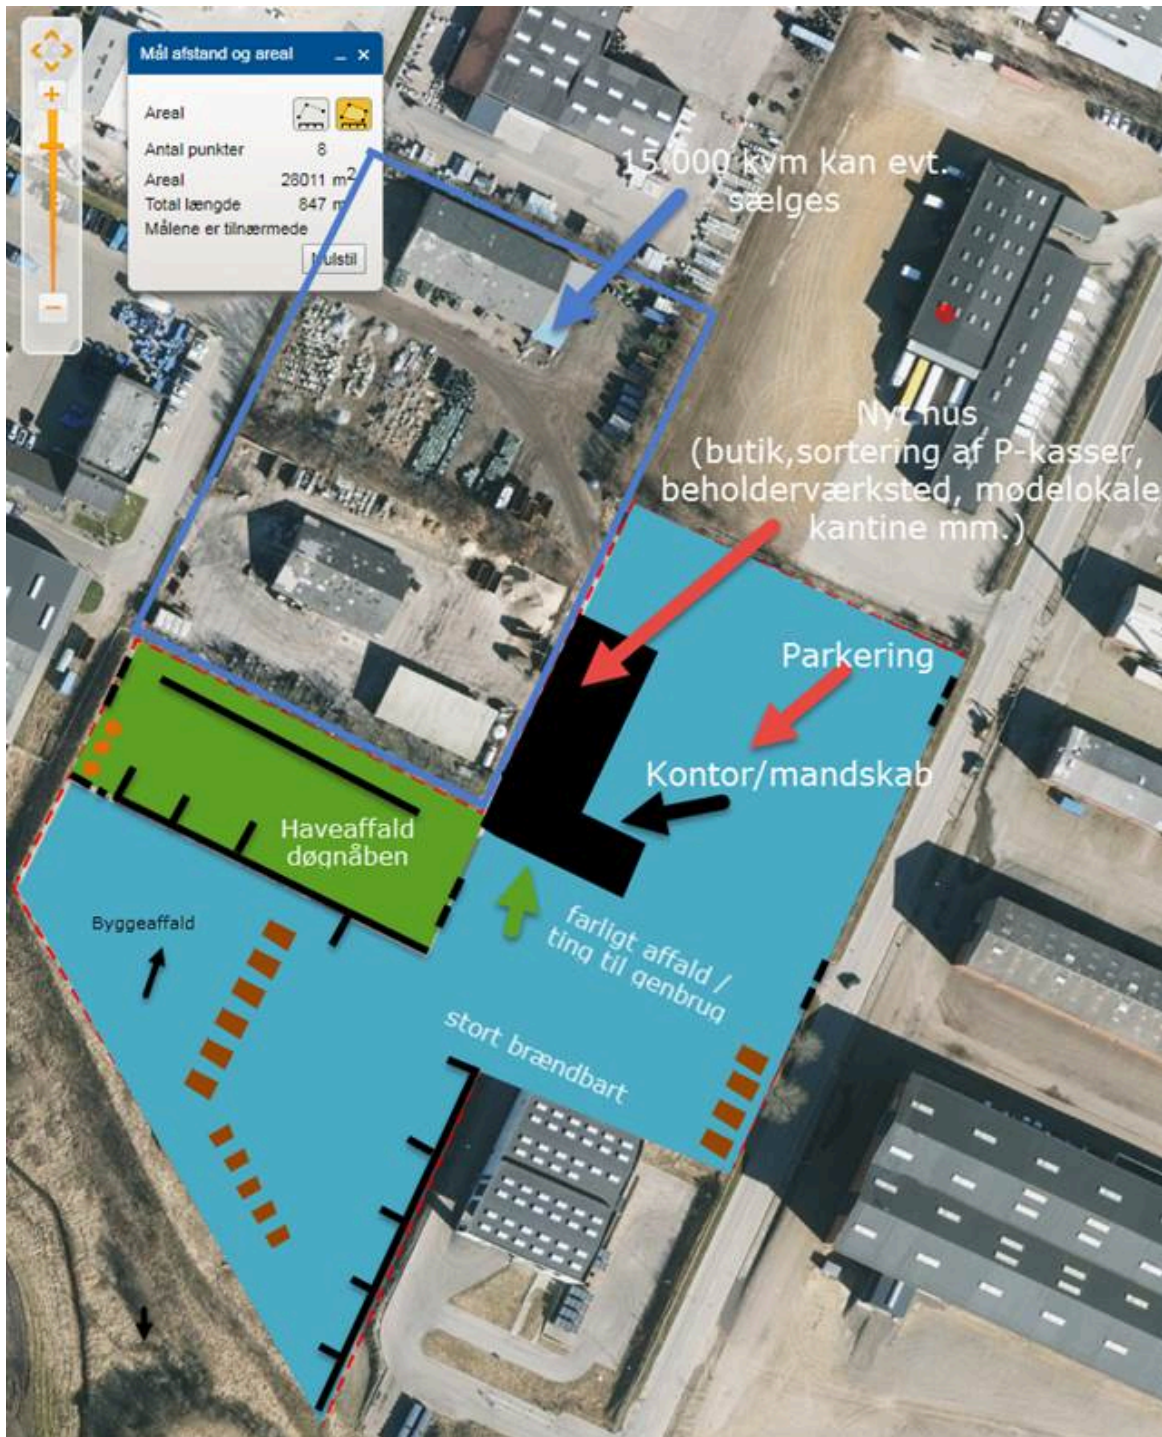 Mål afstand og areal
Areal
Antal punkter 8
Areal 26011 m2
Total længde 847 m
Målene er tilnærmede
Nulstil
15.000 kvm kan evt.
sælges
Nyt hus
(butik,sortering af P-kasser,
beholderværksted, mødelokale
kantine mm.)
Parkering
Kontor/mandskab
Haveaffald
døgnåben
Byggeaffald
farligt affald /
ting til genbrug
stort brændbart